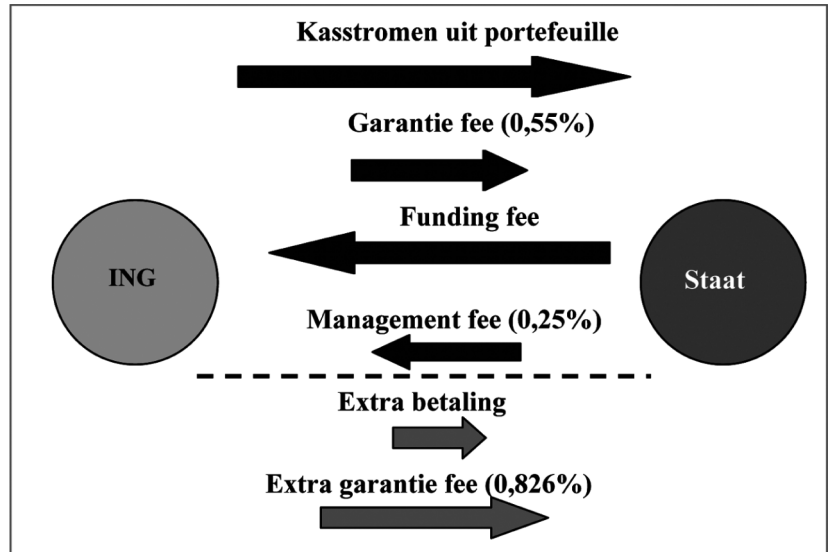 Kasstromen uit portefeuille
Garantie fee (0,55%)
Funding fee
ING
Staat
Management fee (0,25%)
Extra betaling
Extra garantie fee (0,826%)